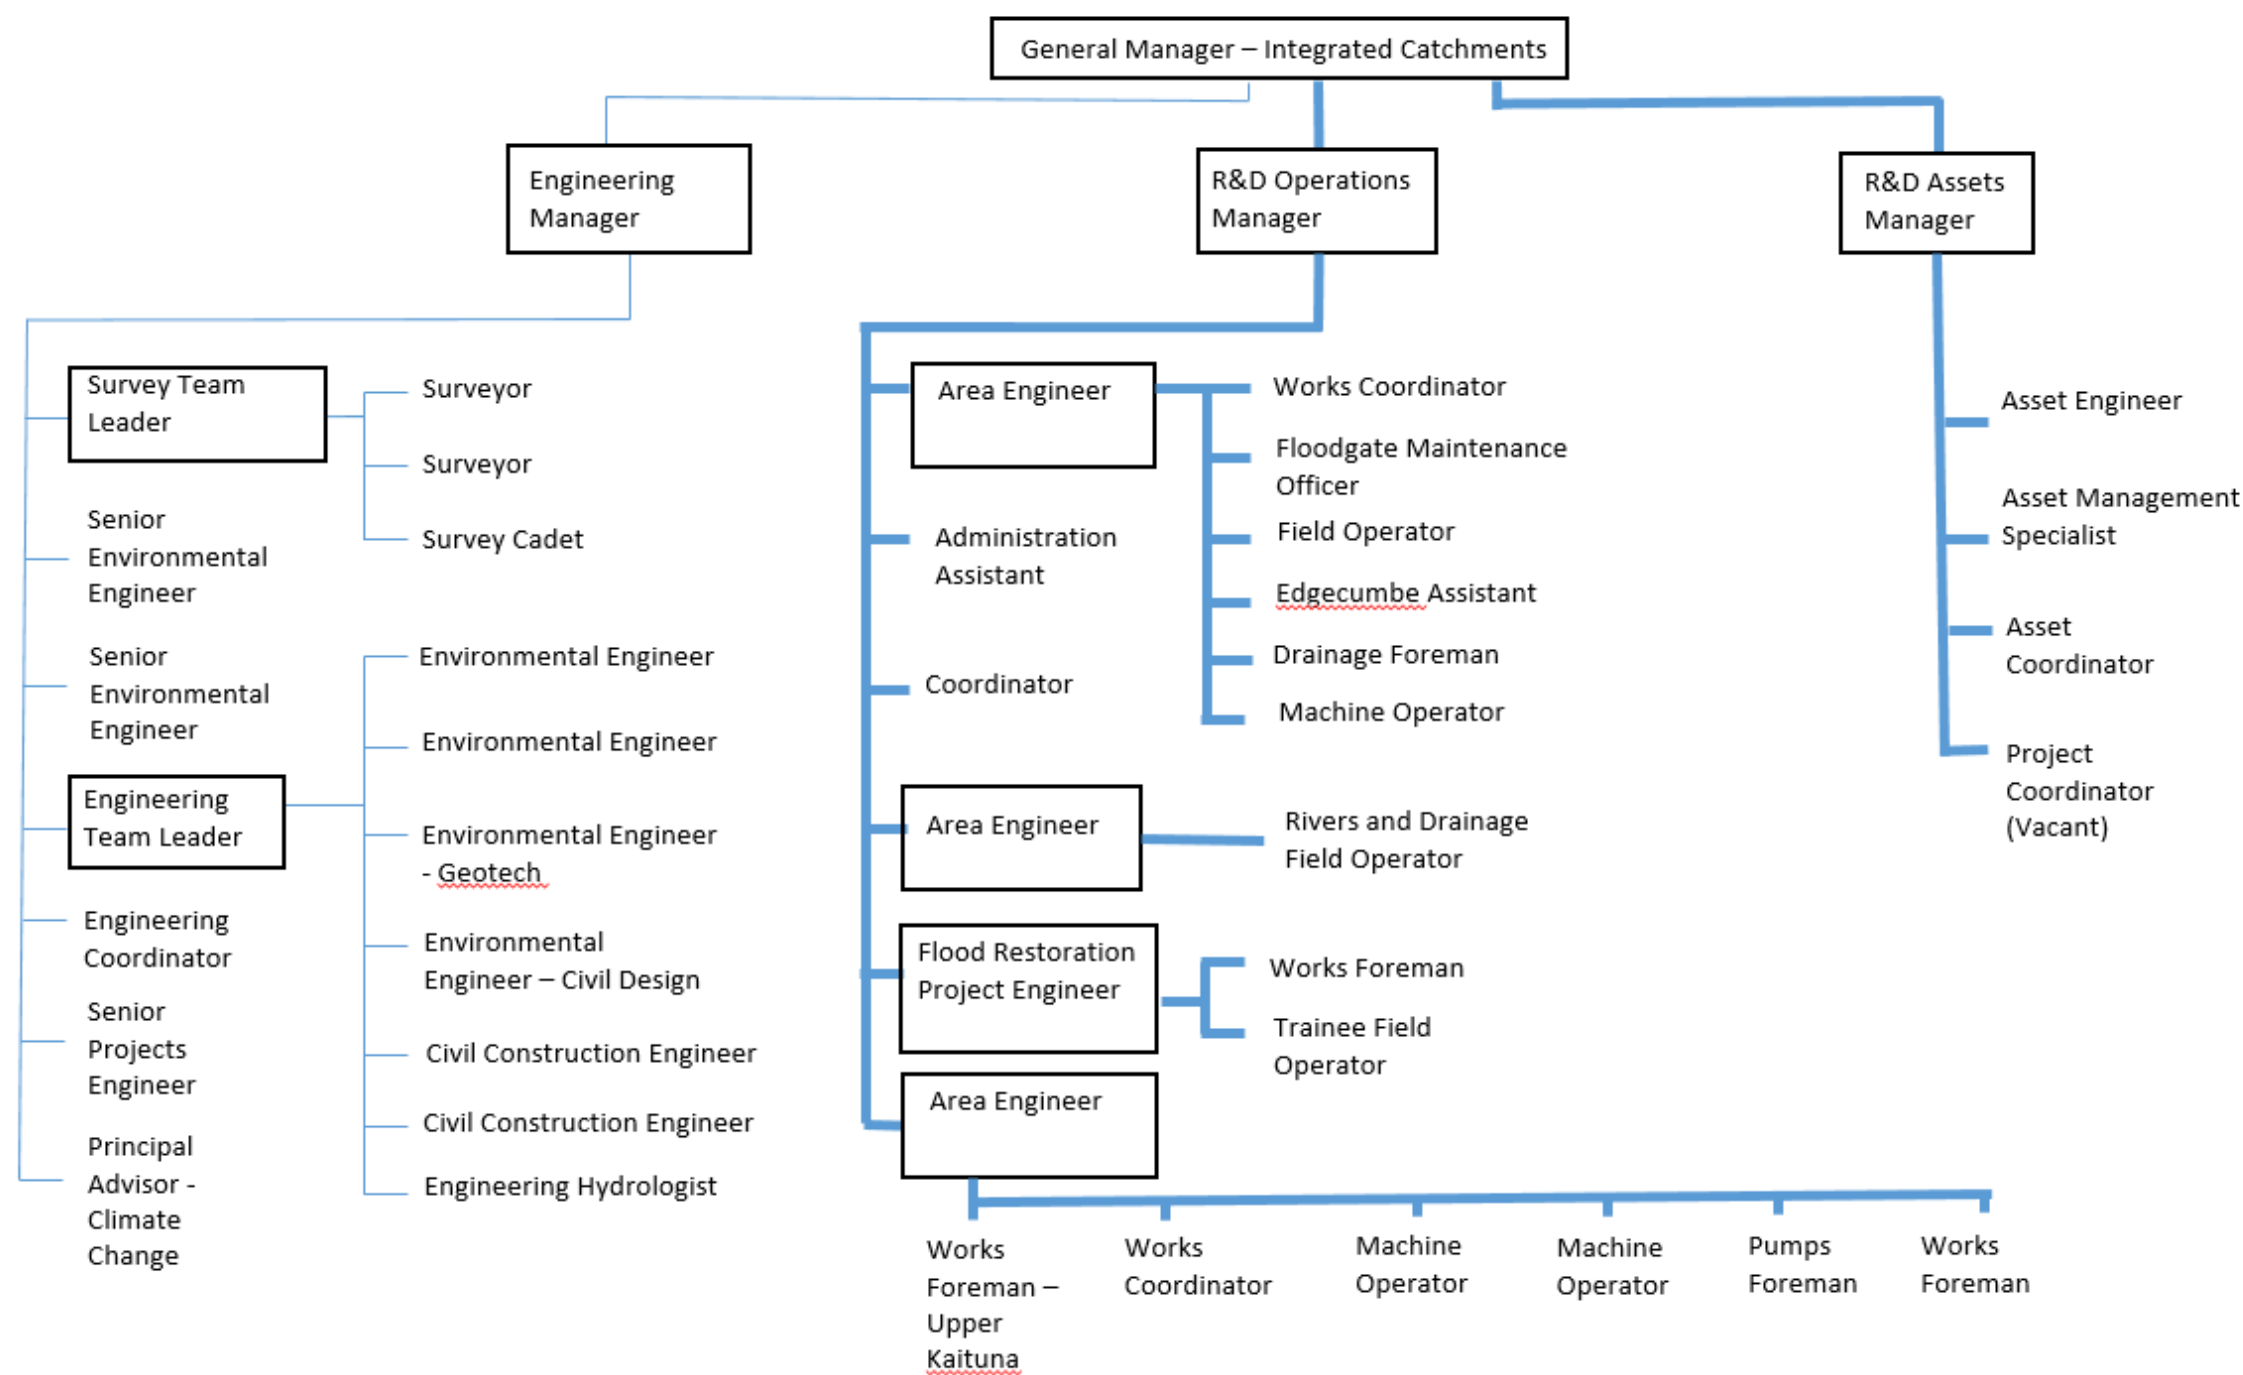 General Manager – Integrated Catchments
Engineering
Manager
R&D Operations
Manager
R&D Assets
Manager
Survey Team
Leader
Surveyor
Surveyor
Survey Cadet
Senior
Environmental
Engineer
Senior
Environmental
Engineer
Engineering
Team Leader
Environmental Engineer
Environmental Engineer
Environmental Engineer
- Geotech
Environmental
Engineer – Civil Design
Civil Construction Engineer
Civil Construction Engineer
Engineering Hydrologist
Engineering
Coordinator
Senior
Projects
Engineer
Principal
Advisor -
Climate
Change
Area Engineer
Works Coordinator
Floodgate Maintenance
Officer
Field Operator
Edgecumbe Assistant
Drainage Foreman
Machine Operator
Administration
Assistant
Coordinator
Area Engineer
Rivers and Drainage
Field Operator
Flood Restoration
Project Engineer
Works Foreman
Trainee Field
Operator
Area Engineer
Works
Foreman –
Upper
Kaituna
Works
Coordinator
Machine
Operator
Machine
Operator
Pumps
Foreman
Works
Foreman
Asset Engineer
Asset Management
Specialist
Asset
Coordinator
Project
Coordinator
(Vacant)